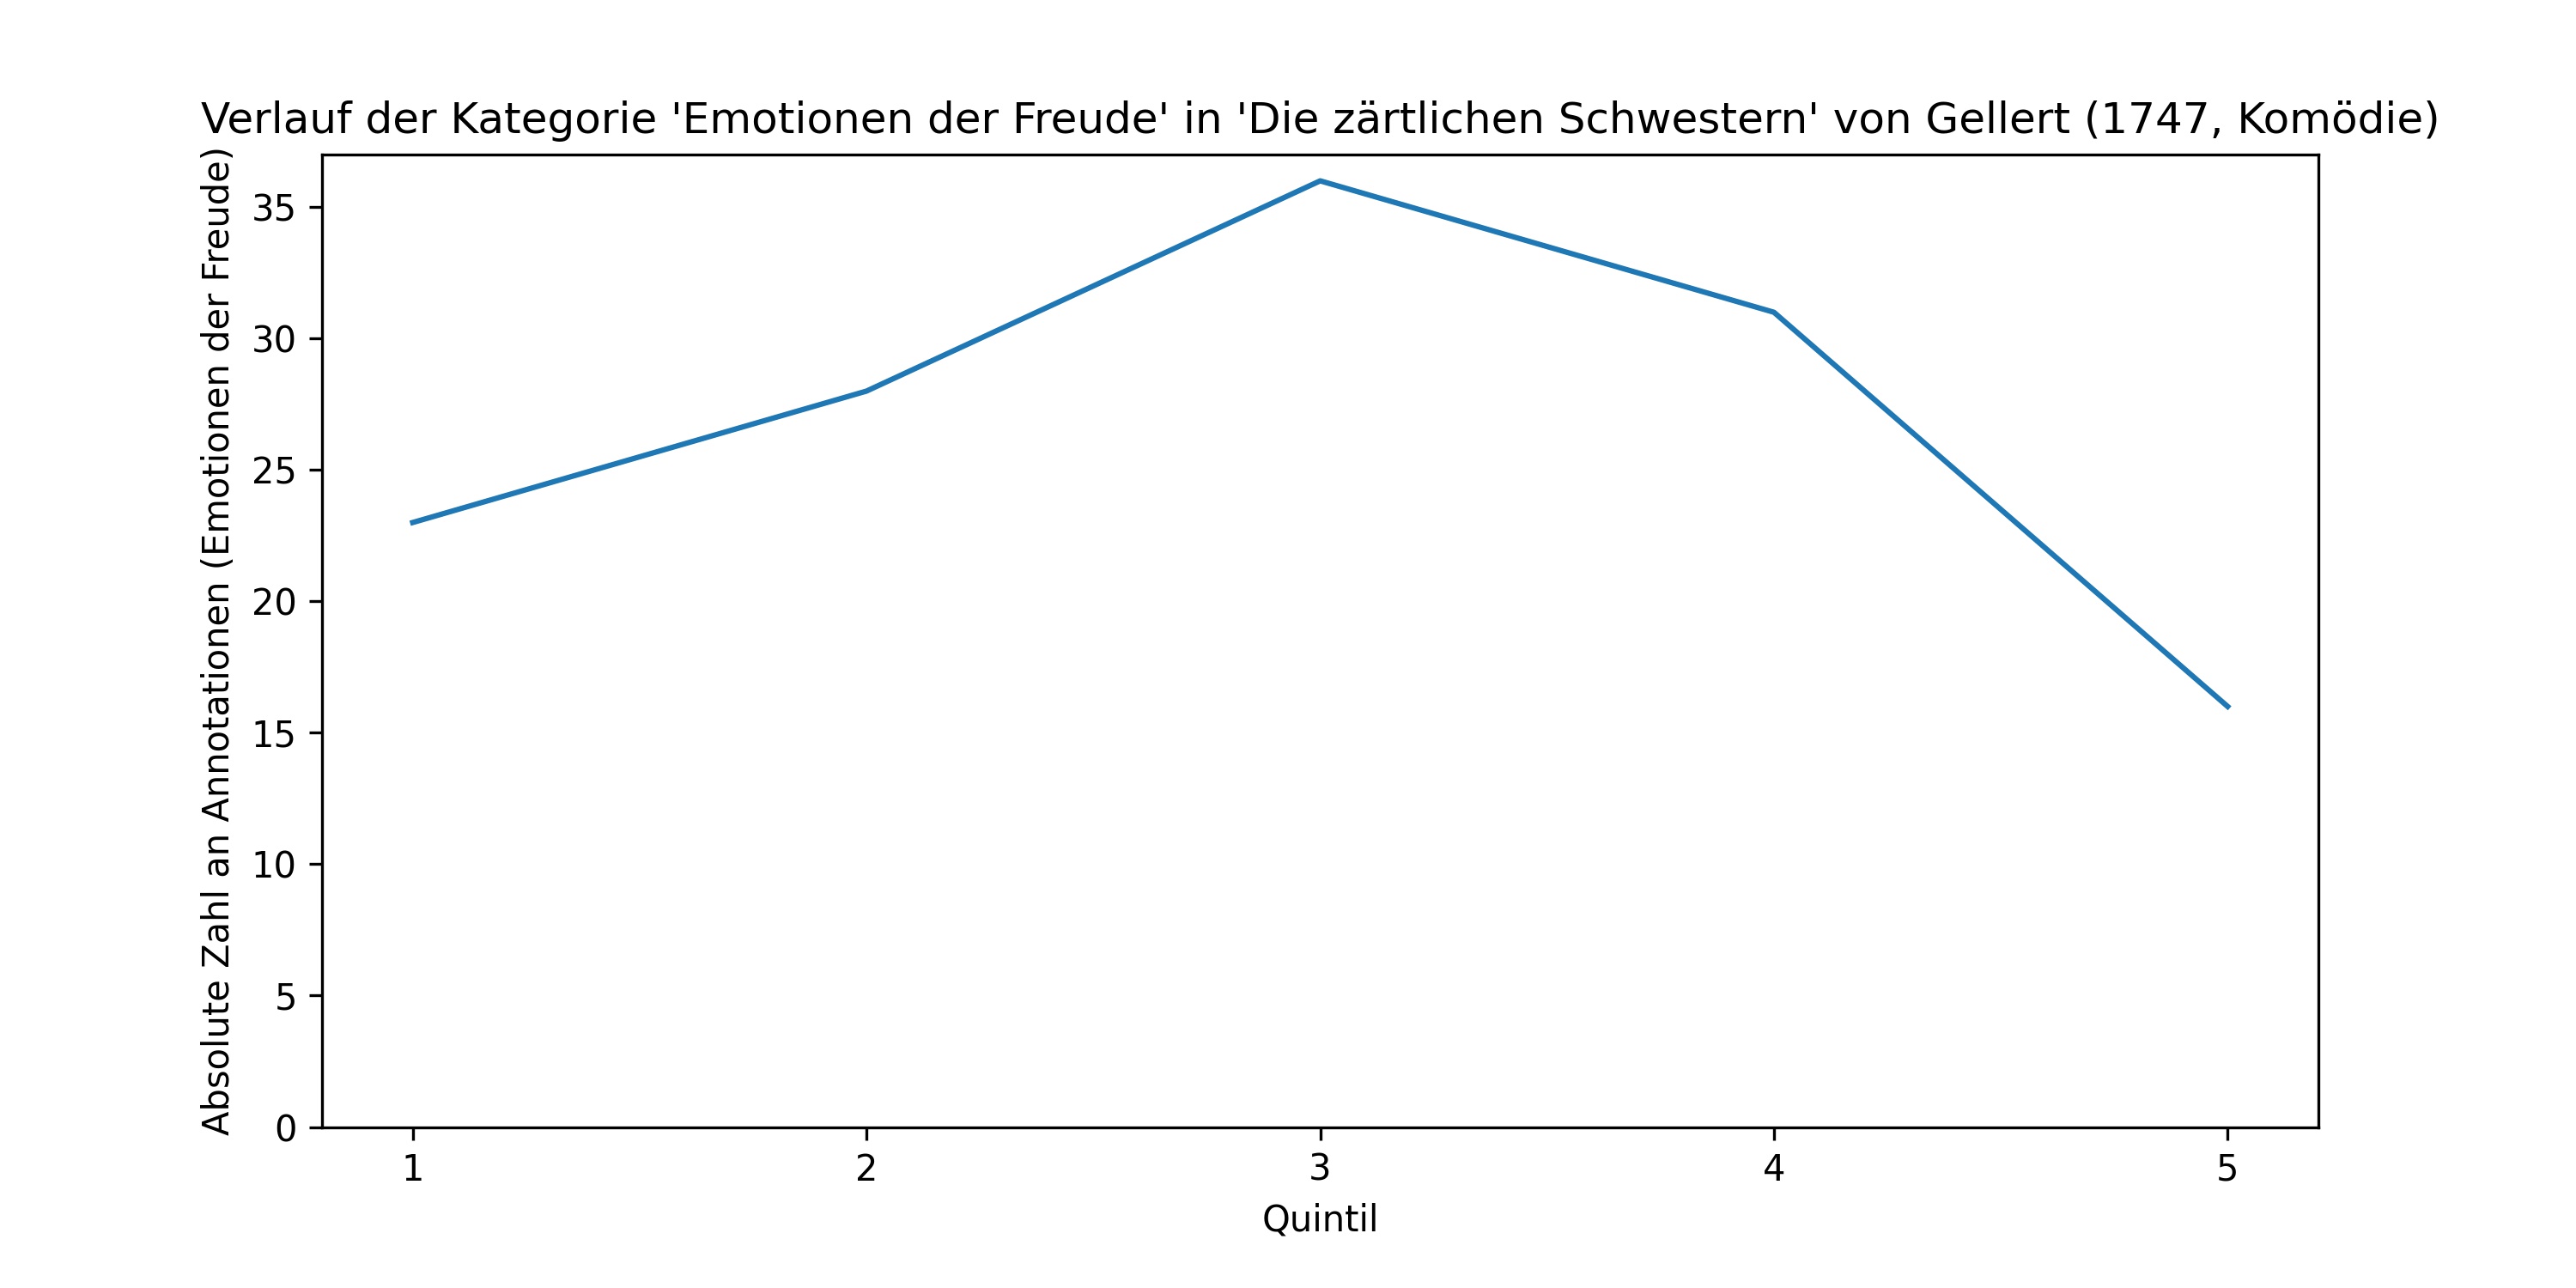 Verlauf der Kategorie 'Emotionen der Freude' in 'Die zärtlichen Schwestern' von Gellert (1747, Komödie)
Absolute Zahl an Annotationen (Emotionen der Freude)
35
30
25
20
15
10
5
0
1 2 3 4 5
Quintil